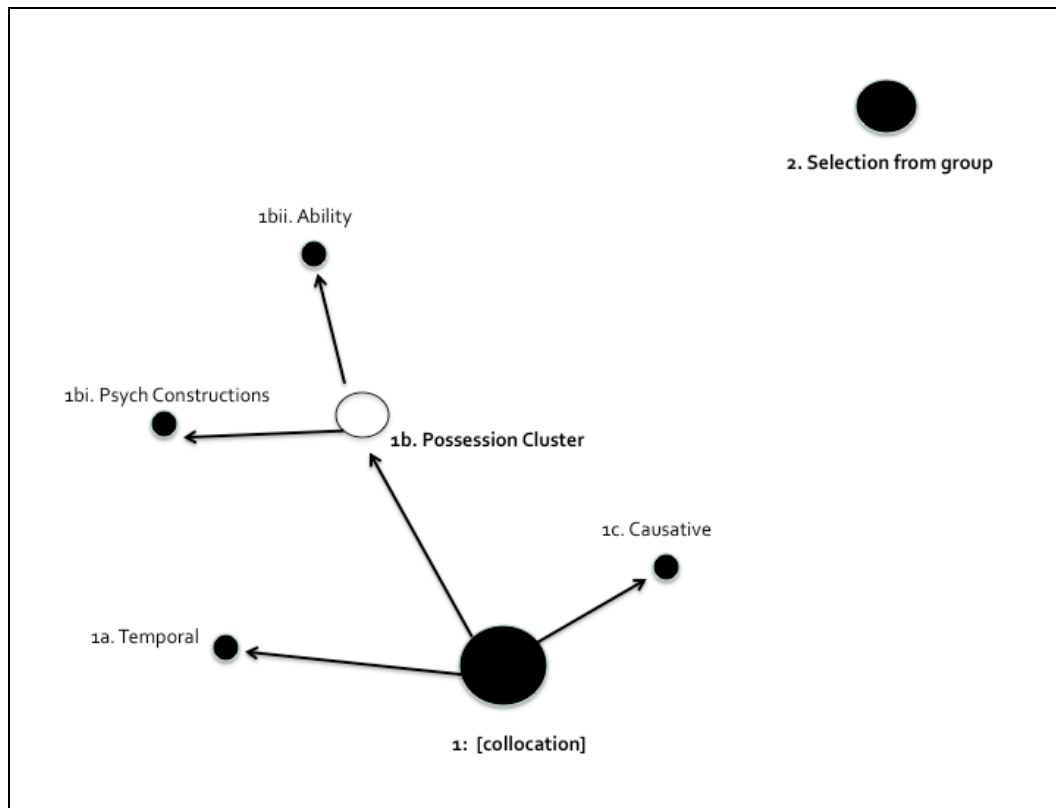 2. Selection from group
1bii. Ability
1bi. Psych Constructions
1b. Possession Cluster
1c. Causative
1a. Temporal
1: [collocation]